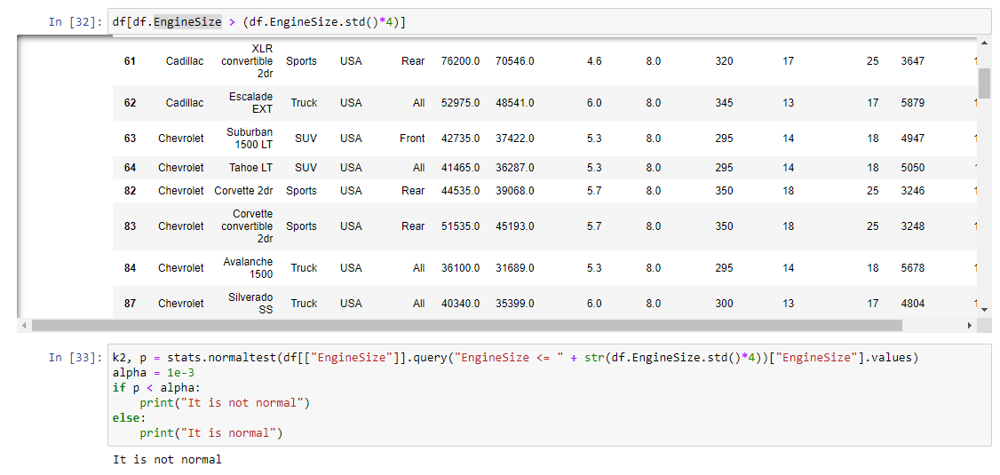 In [32]: df[df.EngineSize > (df.EngineSize.std()*4)]
61 Cadillac XLR convertible 2dr Sports USA Rear 76200.0 70546.0 4.6 8.0 320 17 25 3647
62 Cadillac Escalade EXT Truck USA All 52975.0 48541.0 6.0 8.0 345 13 17 5879
63 Chevrolet Suburban 1500 LT SUV USA Front 42735.0 37422.0 5.3 8.0 295 14 18 4947
64 Chevrolet Tahoe LT SUV USA All 41465.0 36287.0 5.3 8.0 295 14 18 5050
82 Chevrolet Corvette 2dr Sports USA Rear 44535.0 39068.0 5.7 8.0 350 18 25 3246
83 Chevrolet Corvette convertible 2dr Sports USA Rear 51535.0 45193.0 5.7 8.0 350 18 25 3248
84 Chevrolet Avalanche 1500 Truck USA All 36100.0 31689.0 5.3 8.0 295 14 18 5678
87 Chevrolet Silverado SS Truck USA All 40340.0 35399.0 6.0 8.0 300 13 17 4804
In [33]: k2, p = stats.normaltest(df[["EngineSize"]].query("EngineSize <= " + str(df.EngineSize.std()*4))["EngineSize"].values)
alpha = 1e-3
if p < alpha:
    print("It is not normal")
else:
    print("It is normal")
It is not normal